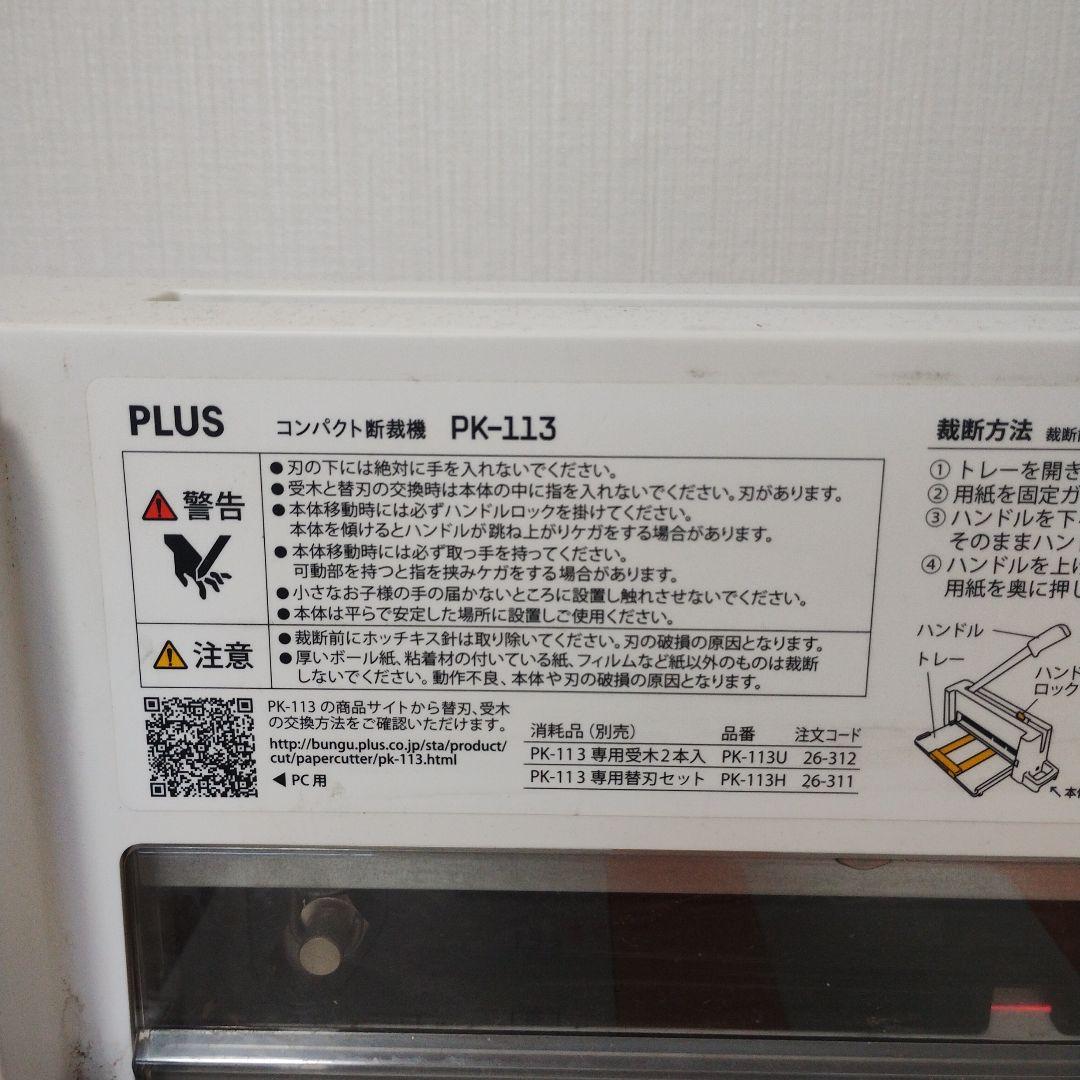 PLUS コンパクト断裁機 PK-113
警告
●刃の下には絶対に手を入れないでください。
●受木と替刃の交換時は本体の中に指を入れないでください。刃があります。
●本体移動時には必ずハンドルロックを掛けてください。
本体を傾けるとハンドルが跳ね上がりケガをする場合があります。
●本体移動時には必ず取っ手を持ってください。
可動部を持つと指を挟みケガをする場合があります。
●小さなお子様の手の届かないところに設置し触れさせないでください。
●本体は平らで安定した場所に設置しご使用ください。
注意
●裁断前にホッチキス針は取り除いてください。刃の破損の原因となります。
●厚いボール紙、粘着材の付いている紙、フィルムなど紙以外のものは裁断
しないでください。動作不良、本体や刃の破損の原因となります。
PK-113 の商品サイトから替刃、受木
の交換方法をご確認いただけます。
http://bungu.plus.co.jp/sta/product/
cut/papercutter/pk-113.html
◀ PC用
消耗品（別売） 品番 注文コード
PK-113 専用受木2本入 PK-113U 26-312
PK-113 専用替刃セット PK-113H 26-311
裁断方法 裁断
① トレーを開き
② 用紙を固定ガ
③ ハンドルを下
そのままハン
④ ハンドルを上げ
用紙を奥に押し
ハンドル
トレー
ハンド
ロック
本体